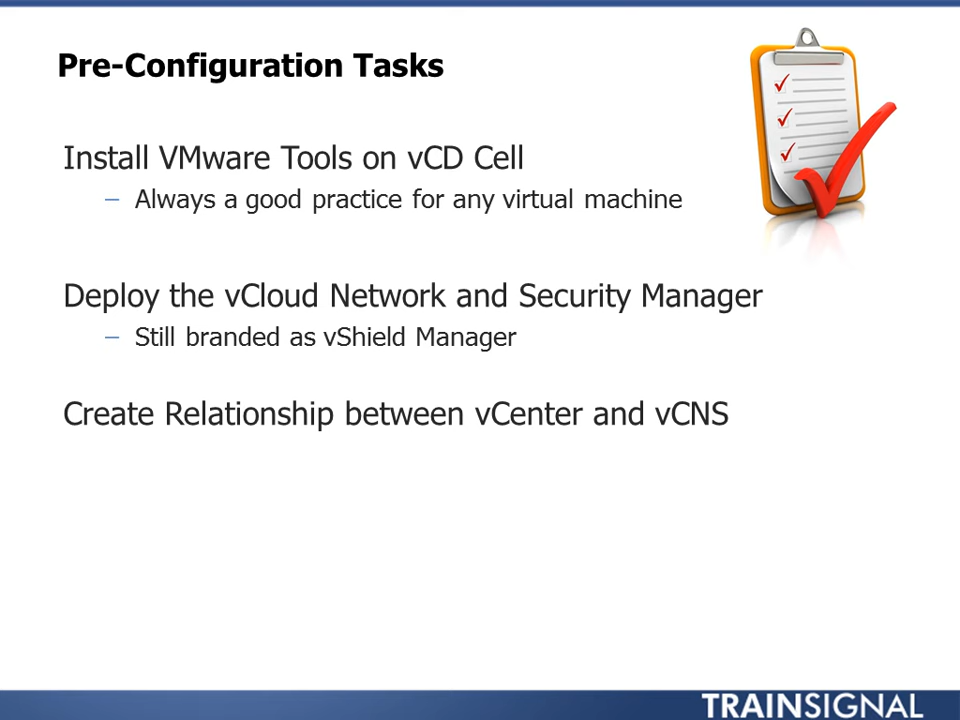 Pre-Configuration Tasks
Install VMware Tools on vCD Cell
– Always a good practice for any virtual machine
Deploy the vCloud Network and Security Manager
– Still branded as vShield Manager
Create Relationship between vCenter and vCNS
TRAINSIGNAL